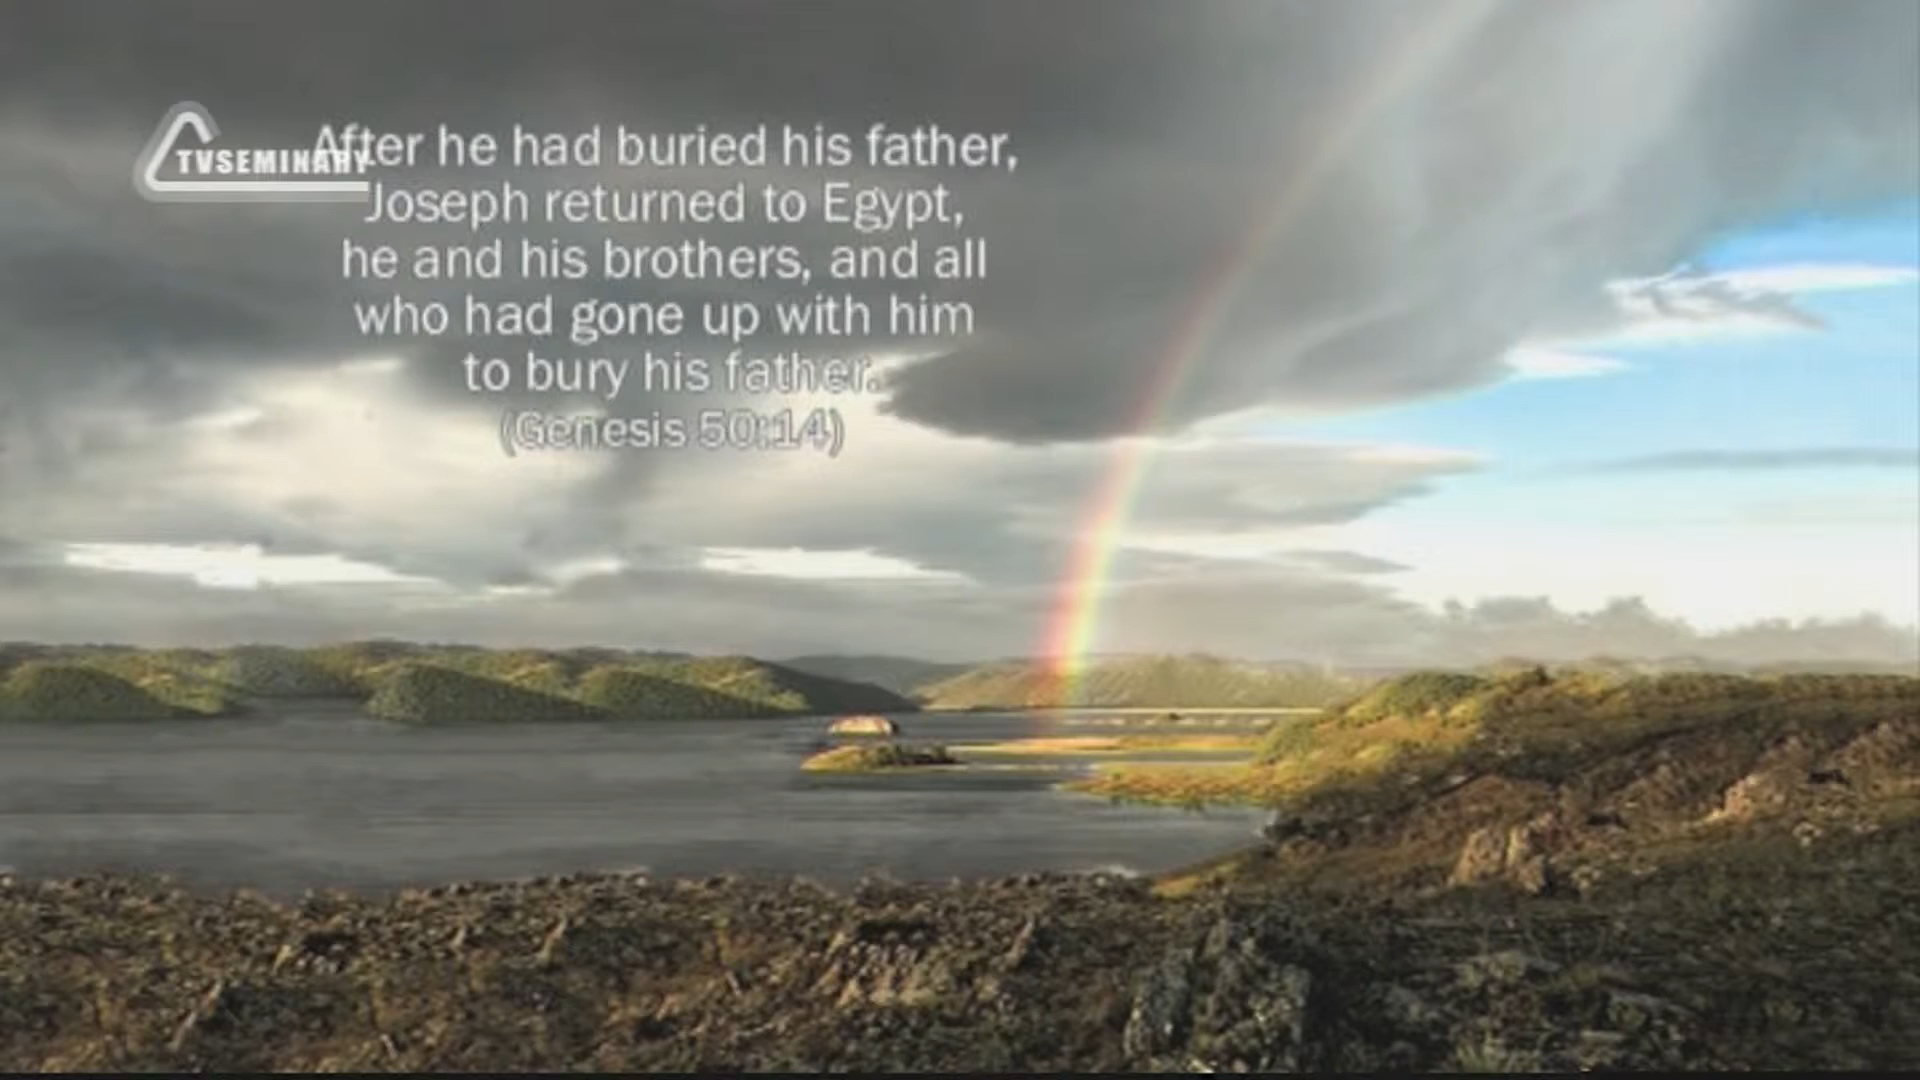 TVSEMINARY
After he had buried his father,
Joseph returned to Egypt,
he and his brothers, and all
who had gone up with him
to bury his father.
(Genesis 50:14)